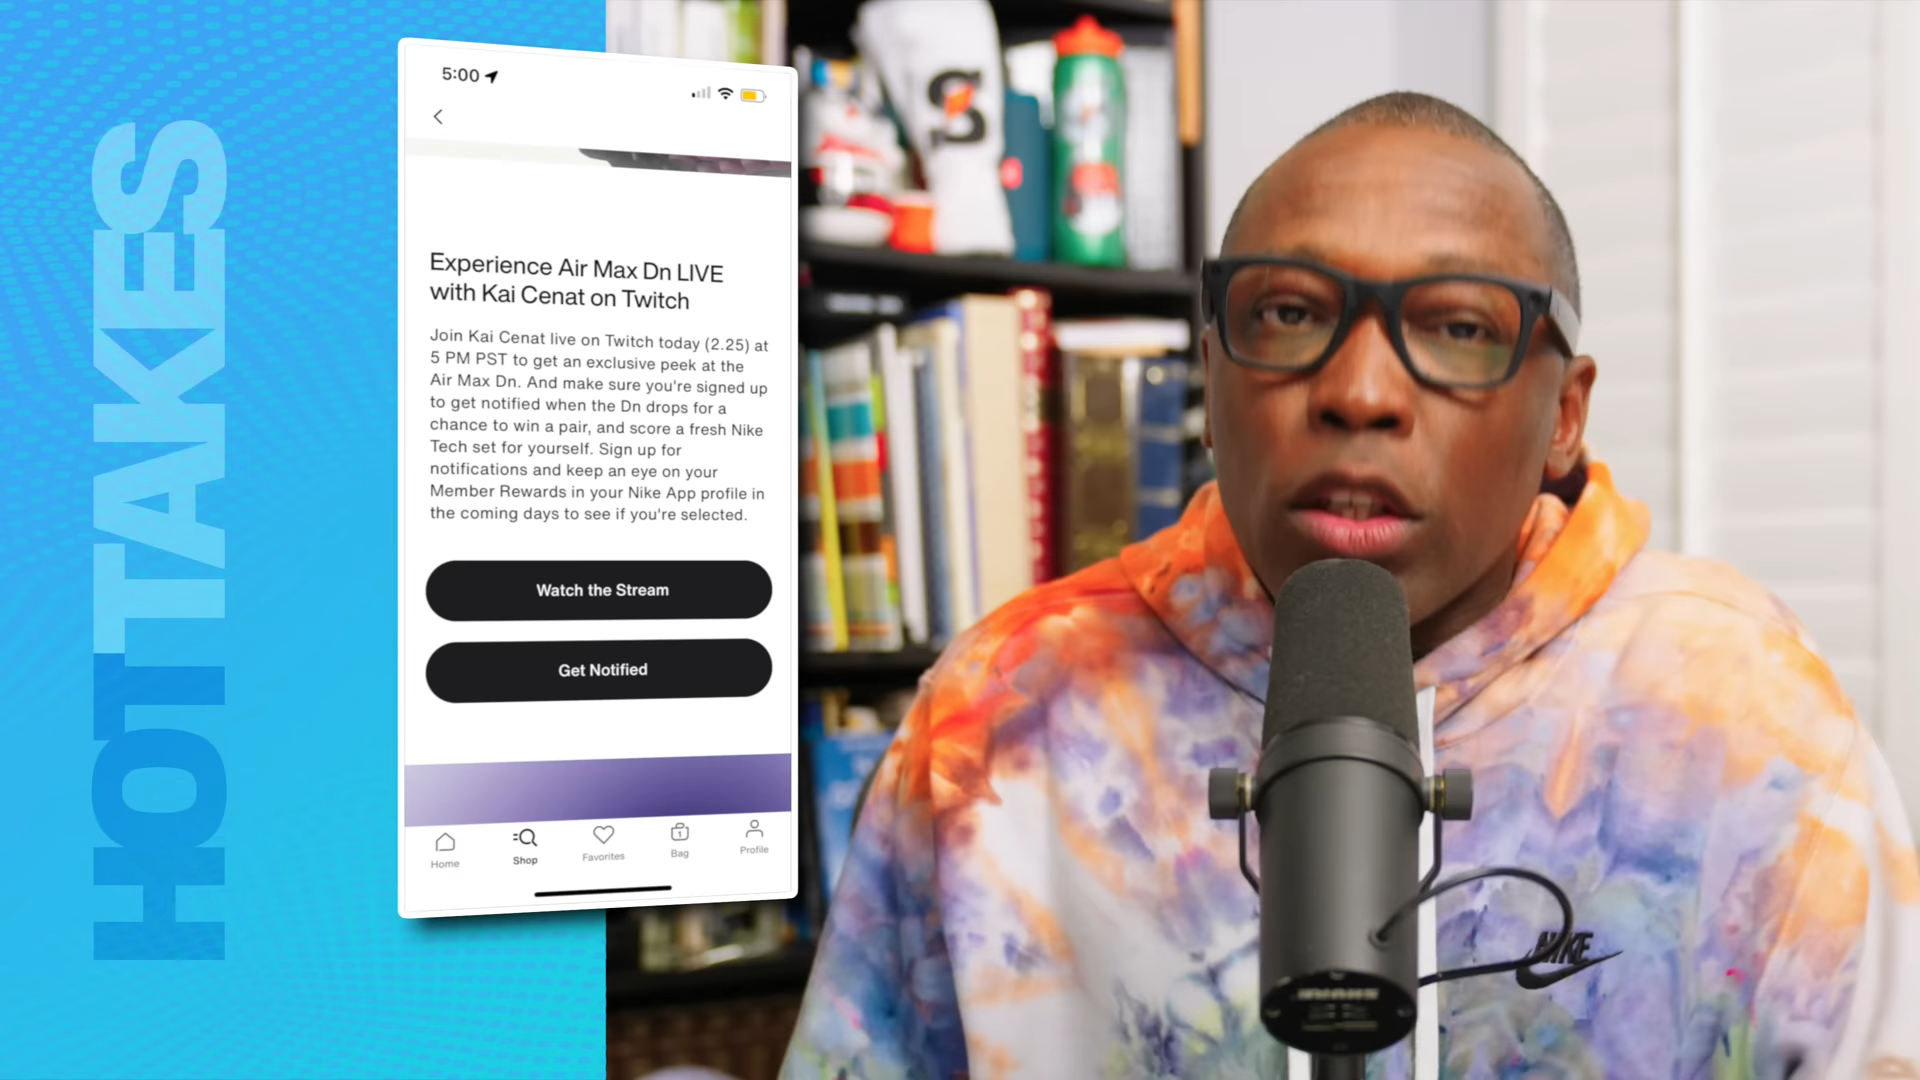 HOT TAKES
5:00
Experience Air Max Dn LIVE
with Kai Cenat on Twitch
Join Kai Cenat live on Twitch today (2.25) at
5 PM PST to get an exclusive peek at the
Air Max Dn. And make sure you're signed up
to get notified when the Dn drops for a
chance to win a pair, and score a fresh Nike
Tech set for yourself. Sign up for
notifications and keep an eye on your
Member Rewards in your Nike App profile in
the coming days to see if you're selected.
Watch the Stream
Get Notified
1
Home
Shop
Favorites
Bag
Profile
NIKE